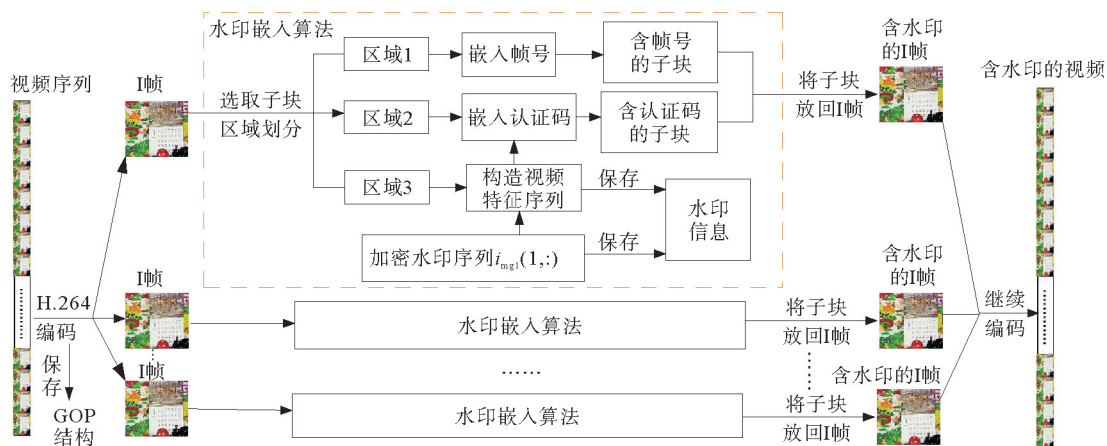 水印嵌入算法
视频序列
I帧
选取子块
区域划分
区域1
嵌入帧号
含帧号
的子块
区域2
嵌入认证码
含认证码
的子块
区域3
构造视频
特征序列
保存
水印
信息
加密水印序列i_mg1(1,:)
保存
将子块
放回I帧
含水印
的I帧
含水印的视频
H.264
编码
保存
GOP
结构
I帧
水印嵌入算法
将子块
放回I帧
含水印
的I帧
继续
编码
……
I帧
水印嵌入算法
将子块
放回I帧
含水印的I帧